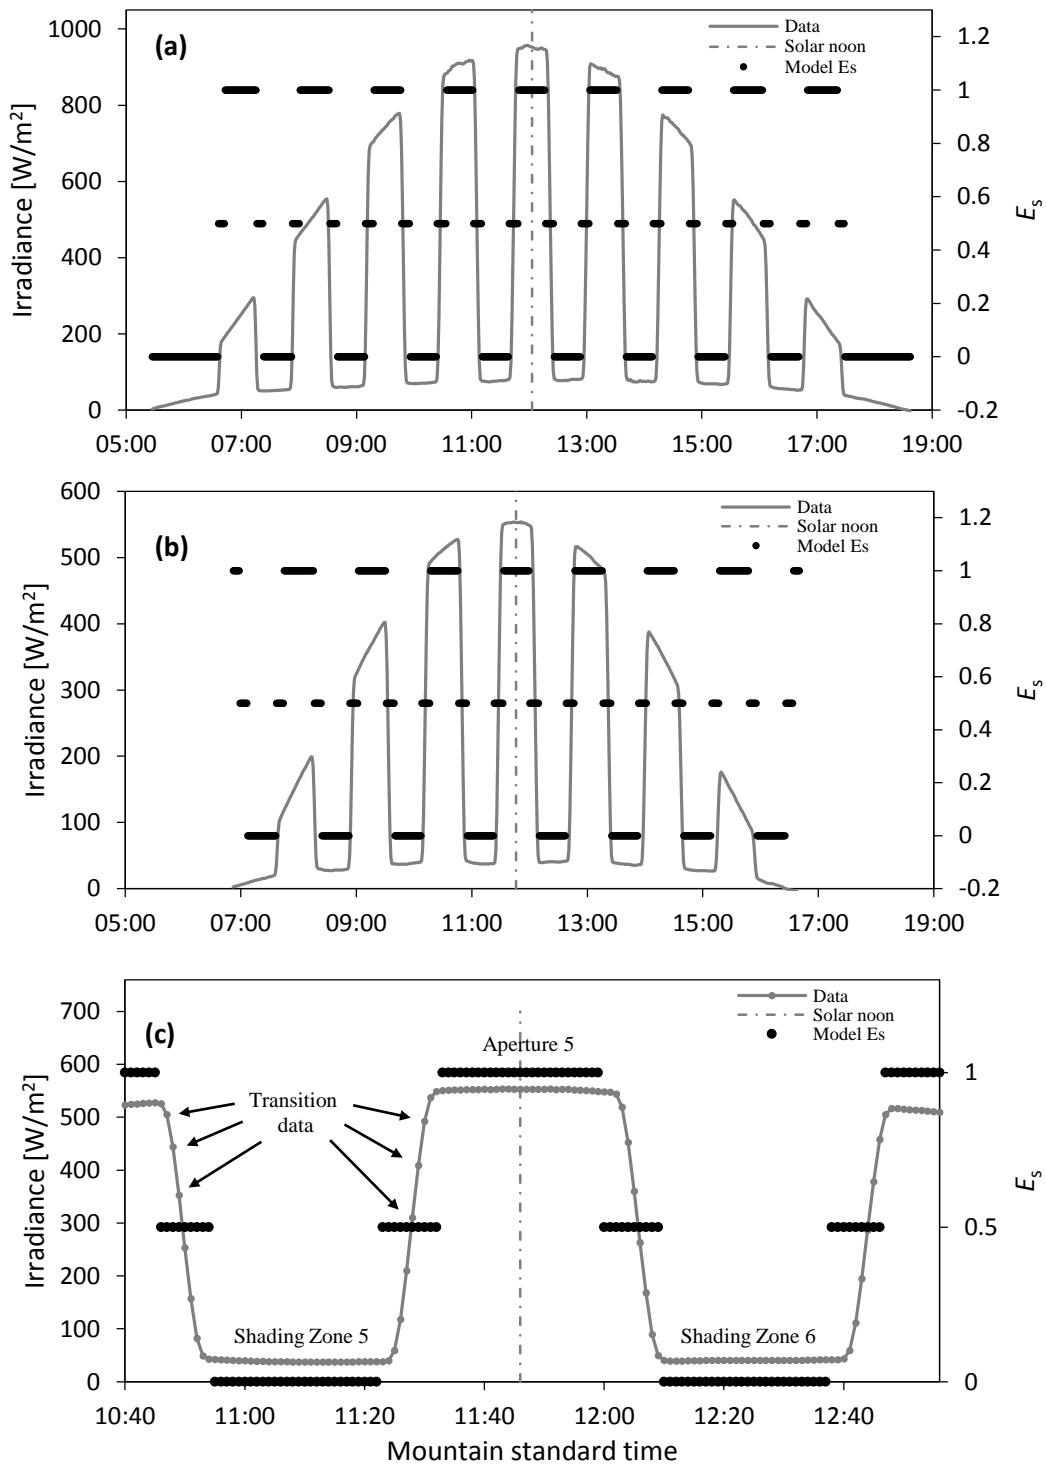 (a)
Data
Solar noon
Model Es
Irradiance [W/m²]
1000
800
600
400
200
0
1.2
1
0.8
0.6
0.4
0.2
0
-0.2
Es
05:00 07:00 09:00 11:00 13:00 15:00 17:00 19:00
(b)
Data
Solar noon
Model Es
Irradiance [W/m²]
600
500
400
300
200
100
0
1.2
1
0.8
0.6
0.4
0.2
0
-0.2
Es
05:00 07:00 09:00 11:00 13:00 15:00 17:00 19:00
(c)
Data
Solar noon
Model Es
Aperture 5
Transition
data
Shading Zone 5
Shading Zone 6
Irradiance [W/m²]
700
600
500
400
300
200
100
0
1
0.5
0
Es
10:40 11:00 11:20 11:40 12:00 12:20 12:40
Mountain standard time